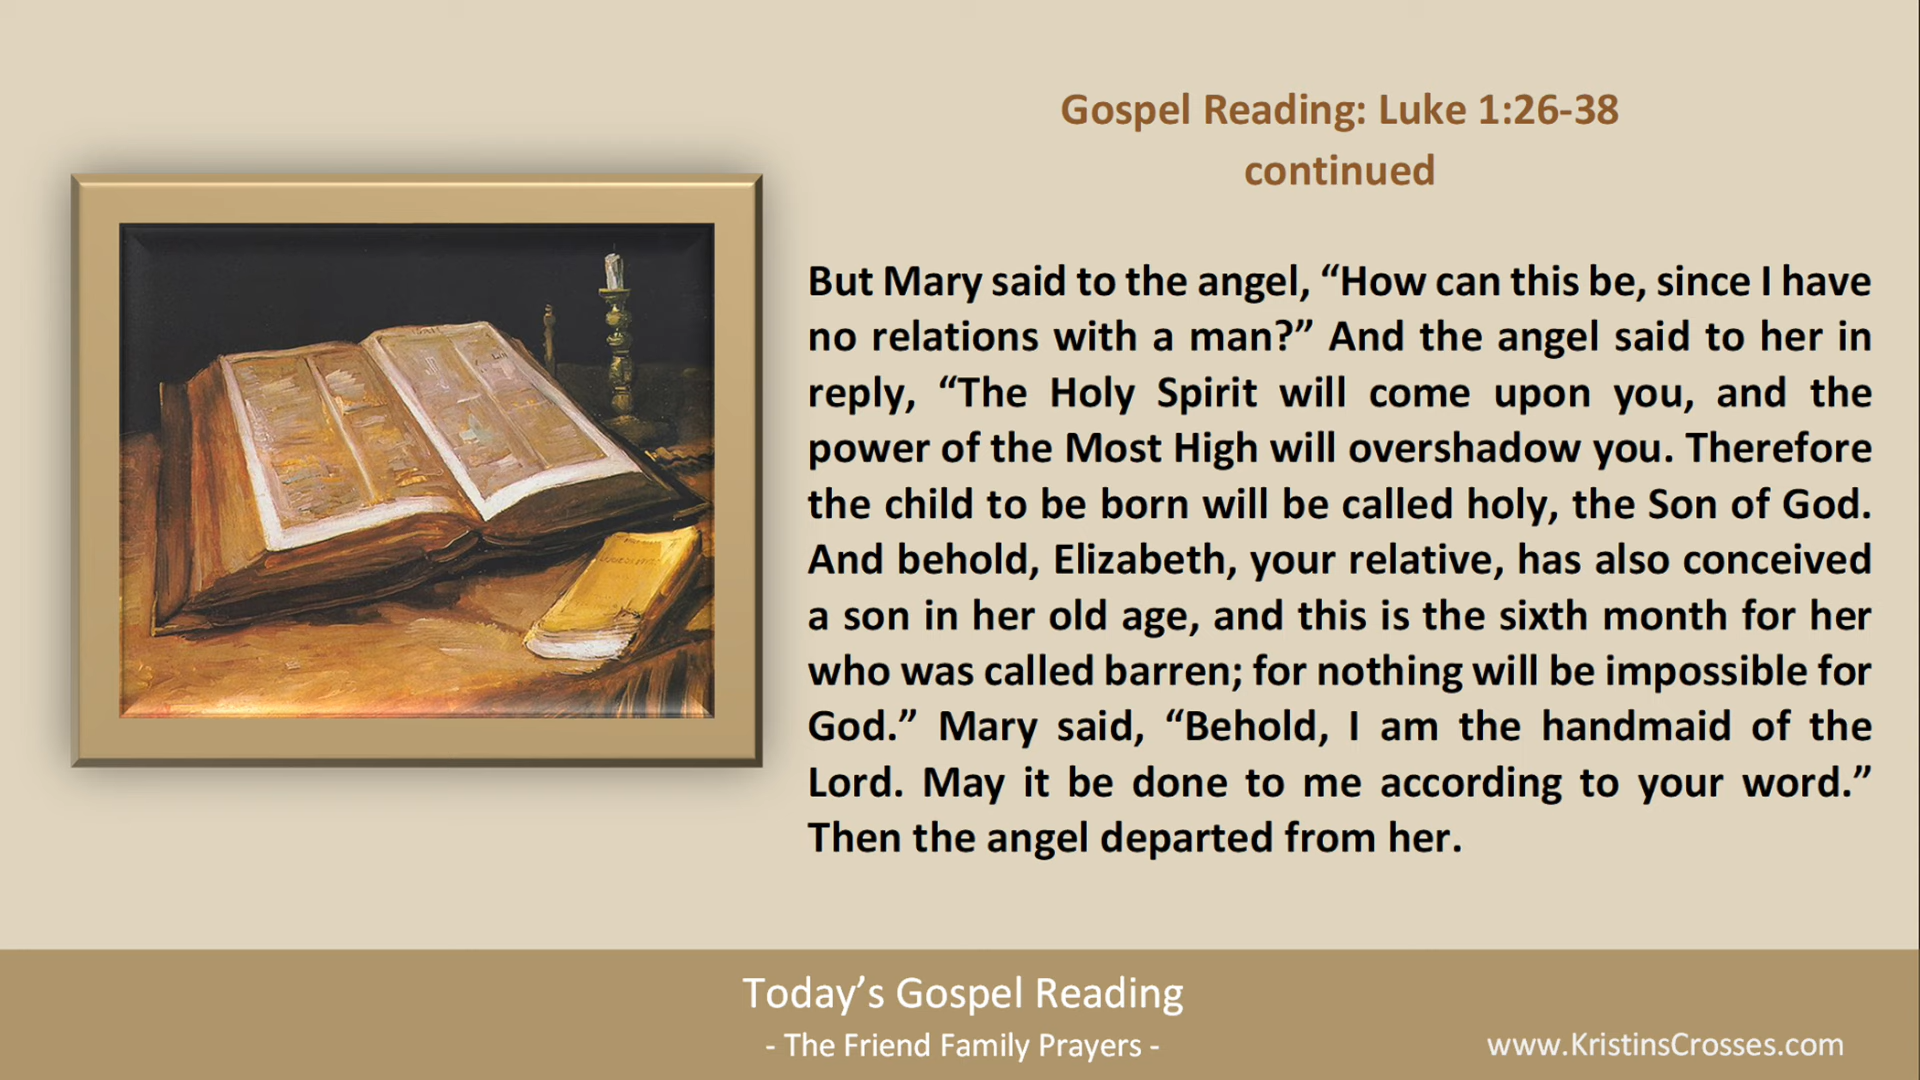 Gospel Reading: Luke 1:26-38
continued
But Mary said to the angel, “How can this be, since I have
no relations with a man?” And the angel said to her in
reply, “The Holy Spirit will come upon you, and the
power of the Most High will overshadow you. Therefore
the child to be born will be called holy, the Son of God.
And behold, Elizabeth, your relative, has also conceived
a son in her old age, and this is the sixth month for her
who was called barren; for nothing will be impossible for
God.” Mary said, “Behold, I am the handmaid of the
Lord. May it be done to me according to your word.”
Then the angel departed from her.
Today’s Gospel Reading
- The Friend Family Prayers -
www.KristinsCrosses.com